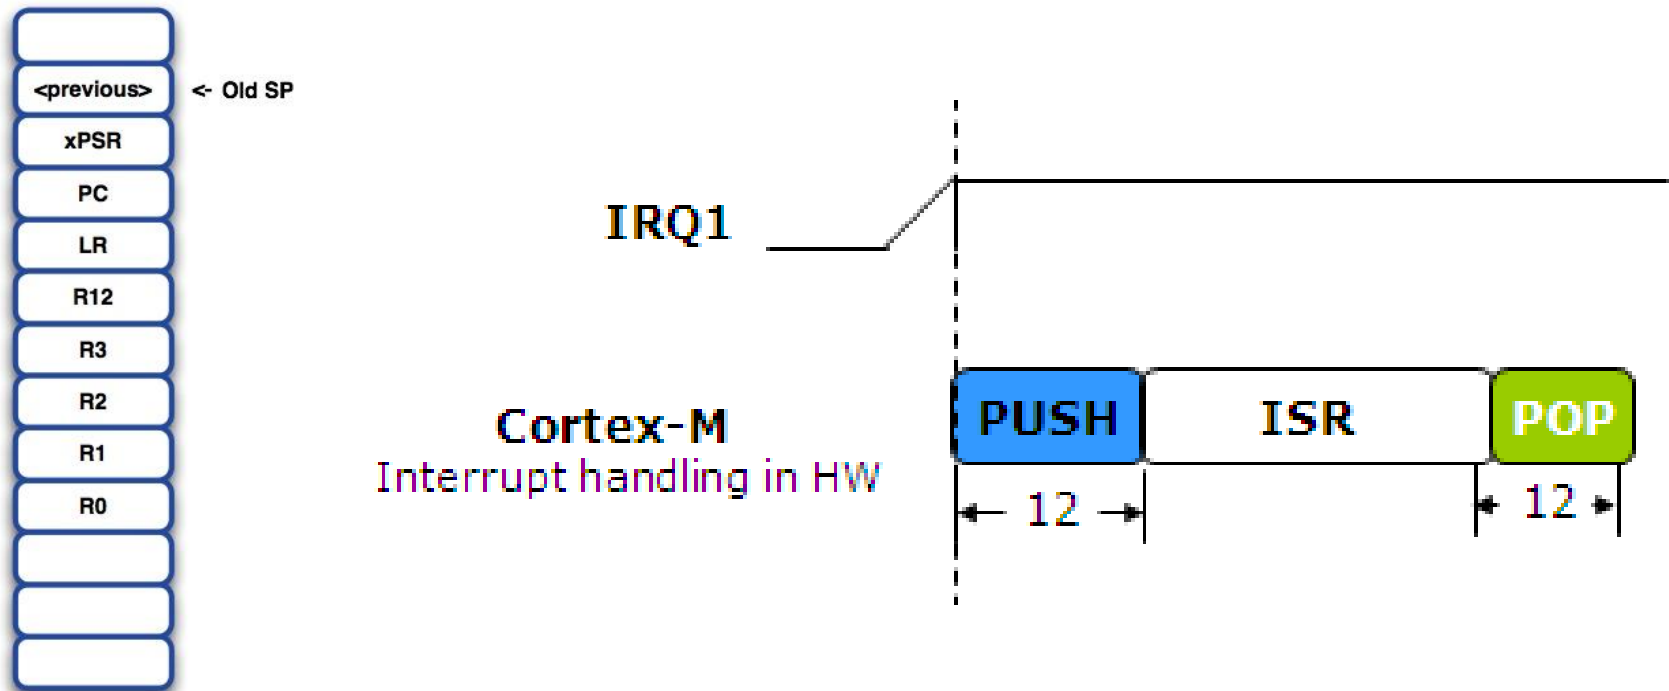 <previous>
<- Old SP
xPSR
PC
LR
R12
R3
R2
R1
R0
IRQ1
Cortex-M
Interrupt handling in HW
PUSH
ISR
POP
12
12